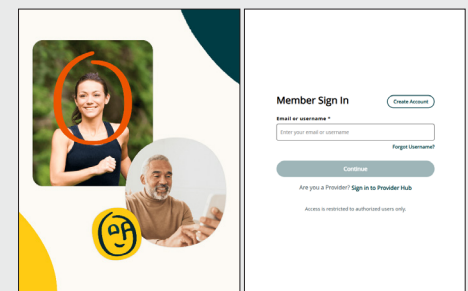 Member Sign In
Create Account
Email or username *
Enter your email or username
Forgot Username?
Continue
Are you a Provider? Sign in to Provider Hub
Access is restricted to authorized users only.